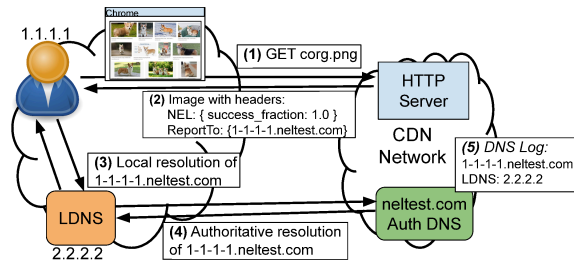 Chrome
1.1.1.1
(1) GET corg.png
HTTP
Server
(2) Image with headers:
NEL: { success_fraction: 1.0 }
ReportTo: {1-1-1-1.neltest.com}
CDN
Network
(5) DNS Log:
1-1-1-1.neltest.com
LDNS: 2.2.2.2
(3) Local resolution of
1-1-1-1.neltest.com
LDNS
2.2.2.2
neltest.com
Auth DNS
(4) Authoritative resolution
of 1-1-1-1.neltest.com